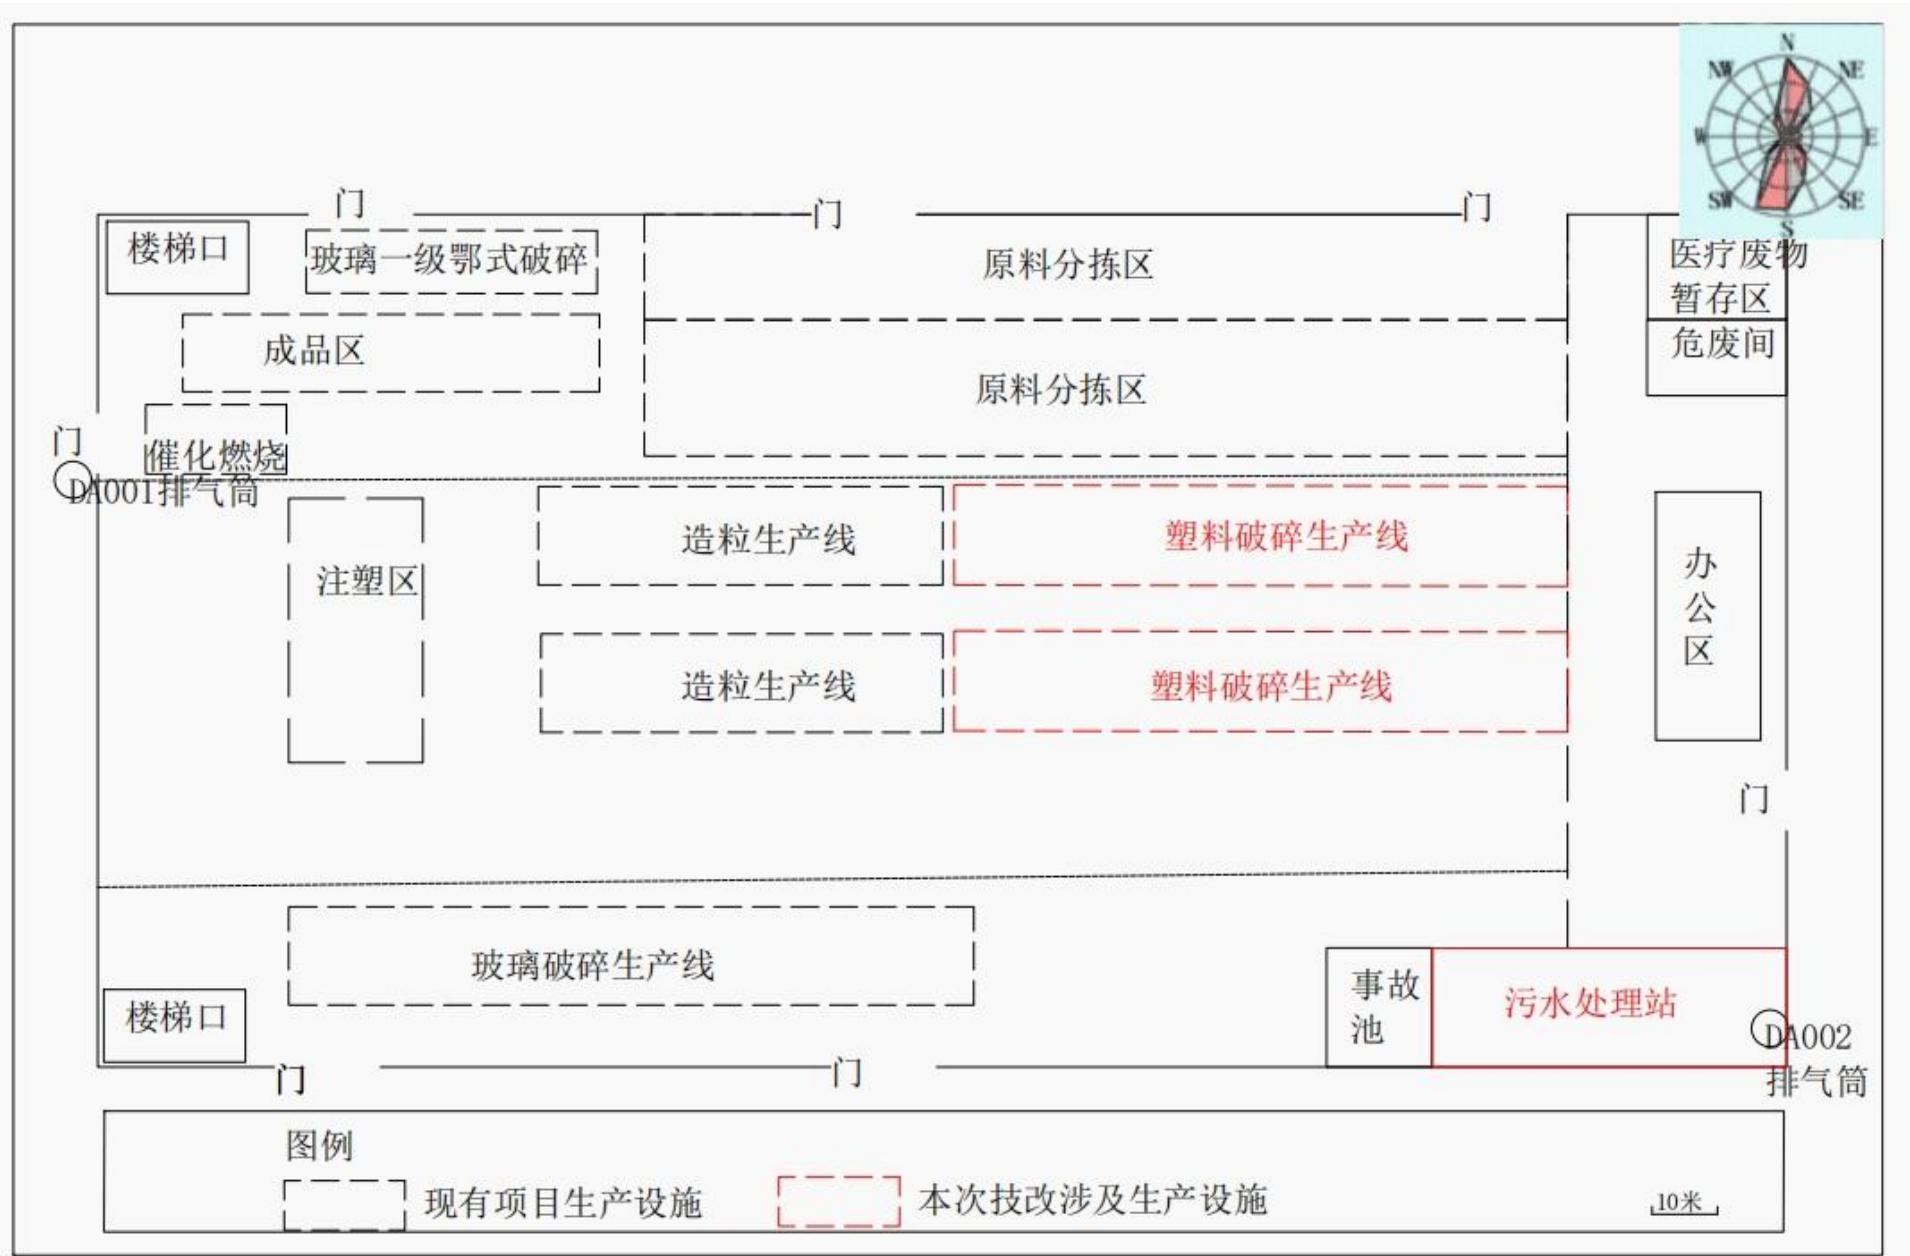 N
NW
NE
W
E
SW
SE
S
门
门
门
楼梯口
玻璃一级鄂式破碎
原料分拣区
医疗废物
暂存区
成品区
危废间
原料分拣区
门
催化燃烧
DA001排气筒
造粒生产线
塑料破碎生产线
注塑区
办
公
区
造粒生产线
塑料破碎生产线
门
玻璃破碎生产线
事故
池
污水处理站
楼梯口
DA002
排气筒
门
门
图例
现有项目生产设施
本次技改涉及生产设施
10米